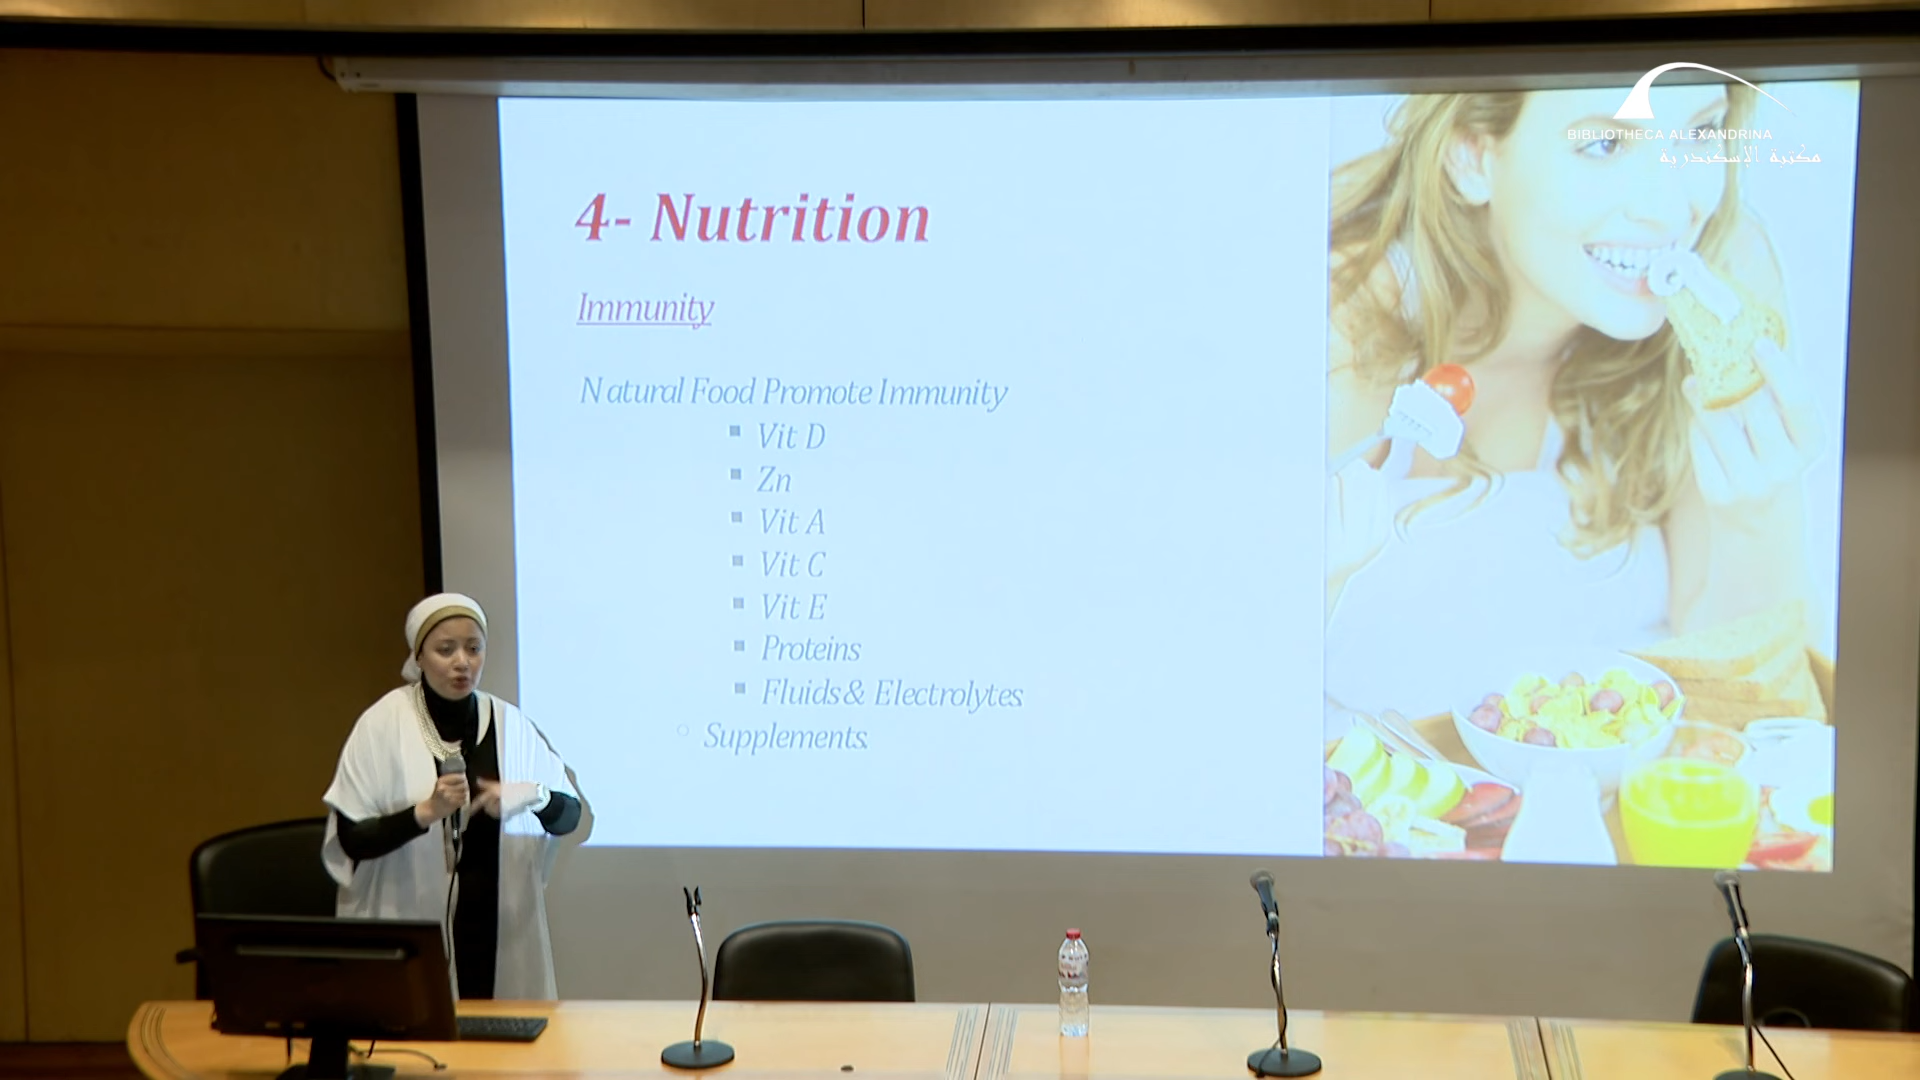 BIBLIOTHECA ALEXANDRINA
مكتبة الإسكندرية
4- Nutrition
Immunity
Natural Food Promote Immunity
Vit D
Zn
Vit A
Vit C
Vit E
Proteins
Fluids & Electrolytes
Supplements